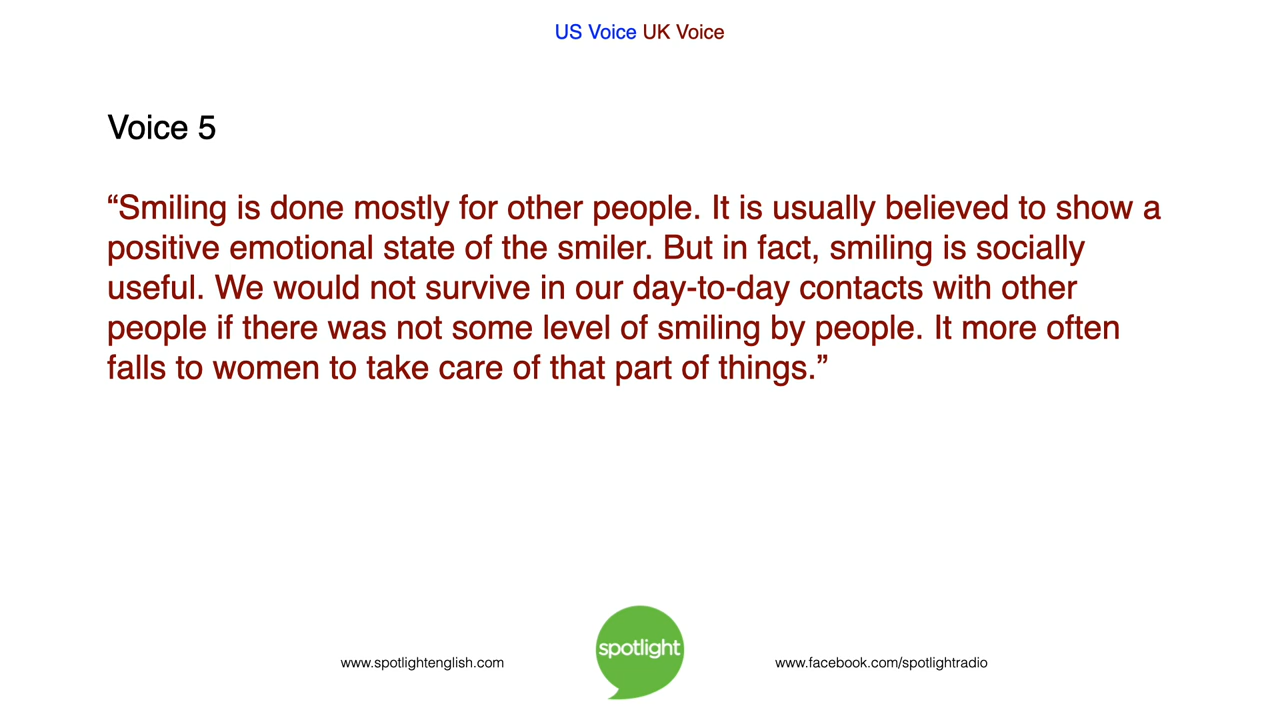 US Voice UK Voice
Voice 5
“Smiling is done mostly for other people. It is usually believed to show a
positive emotional state of the smiler. But in fact, smiling is socially
useful. We would not survive in our day-to-day contacts with other
people if there was not some level of smiling by people. It more often
falls to women to take care of that part of things.”
www.spotlightenglish.com
spotlight
www.facebook.com/spotlightradio